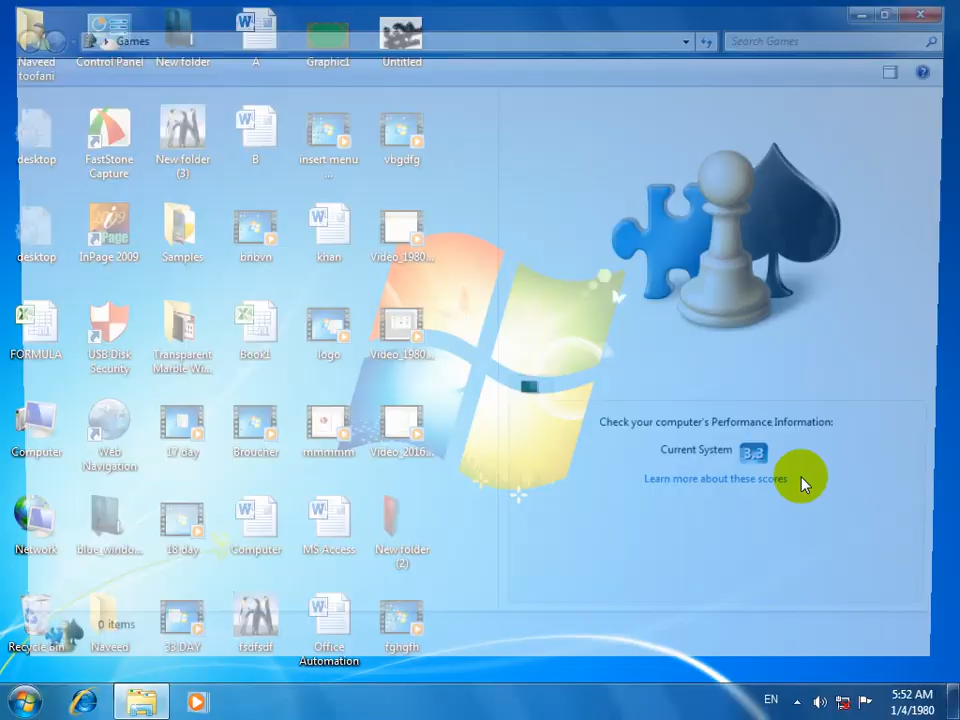 Games
Search Games
Naveed toofani
Control Panel
New folder
A
Graphic1
Untitled
desktop
FastStone Capture
New folder (3)
B
insert menu ...
vbgdfg
desktop
InPage 2009
Samples
bnbvn
khan
Video_1980...
FORMULA
USB Disk Security
Transparent Marble Wi...
Book1
logo
Video_1980...
Check your computer's Performance Information:
Current System 3.3
Learn more about these scores
Computer
Web Navigation
17 day
Broucher
mmmmm
Video_2016...
Network
blue_windo...
18 day
Computer
MS Access
New folder (2)
0 items
Recycle Bin
Naveed
33 DAY
fsdfsdf
Office Automation
fghgfh
EN
5:52 AM
1/4/1980